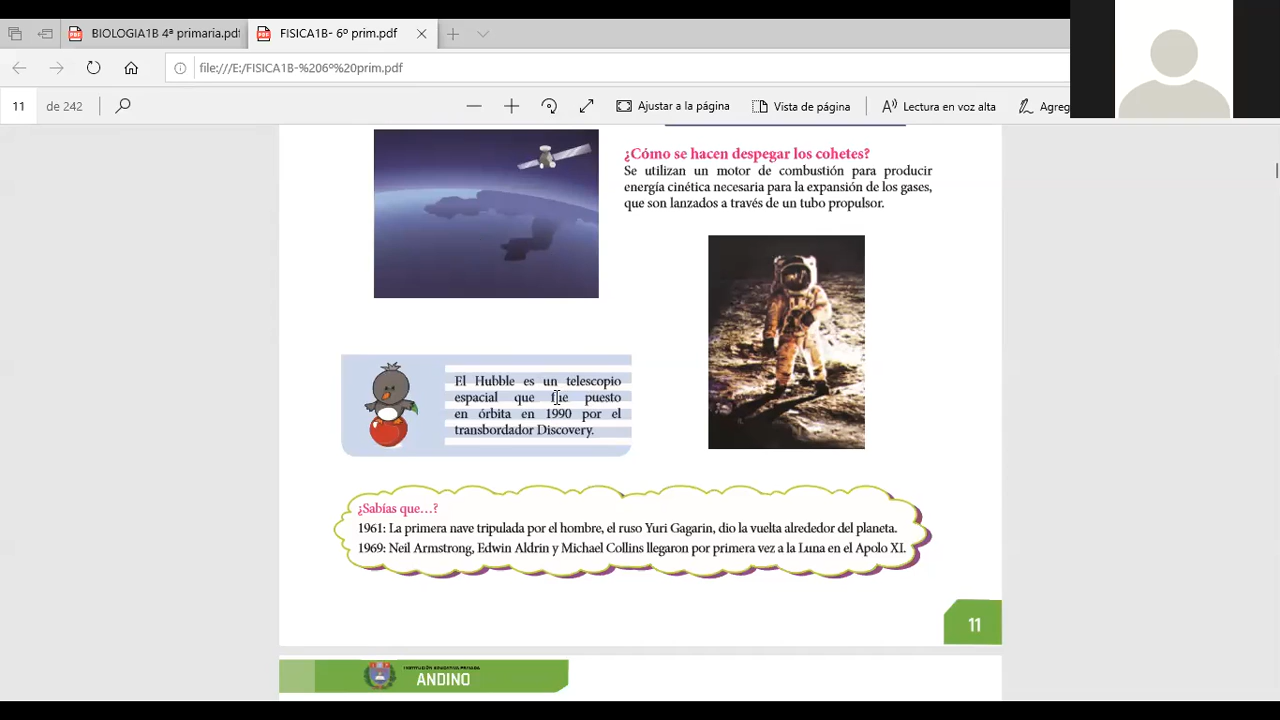 BIOLOGIA1B 4ª primaria.pdf
FISICA1B- 6º prim.pdf
file:///E:/FISICA1B-%206º%20prim.pdf
11 de 242
Ajustar a la página
Vista de página
Lectura en voz alta
Agreg
¿Cómo se hacen despegar los cohetes?
Se utilizan un motor de combustión para producir
energía cinética necesaria para la expansión de los gases,
que son lanzados a través de un tubo propulsor.
El Hubble es un telescopio
espacial que fue puesto
en órbita en 1990 por el
transbordador Discovery.
¿Sabías que…?
1961: La primera nave tripulada por el hombre, el ruso Yuri Gagarin, dio la vuelta alrededor del planeta.
1969: Neil Armstrong, Edwin Aldrin y Michael Collins llegaron por primera vez a la Luna en el Apolo XI.
11
INSTITUCIÓN EDUCATIVA PRIVADA
ANDINO